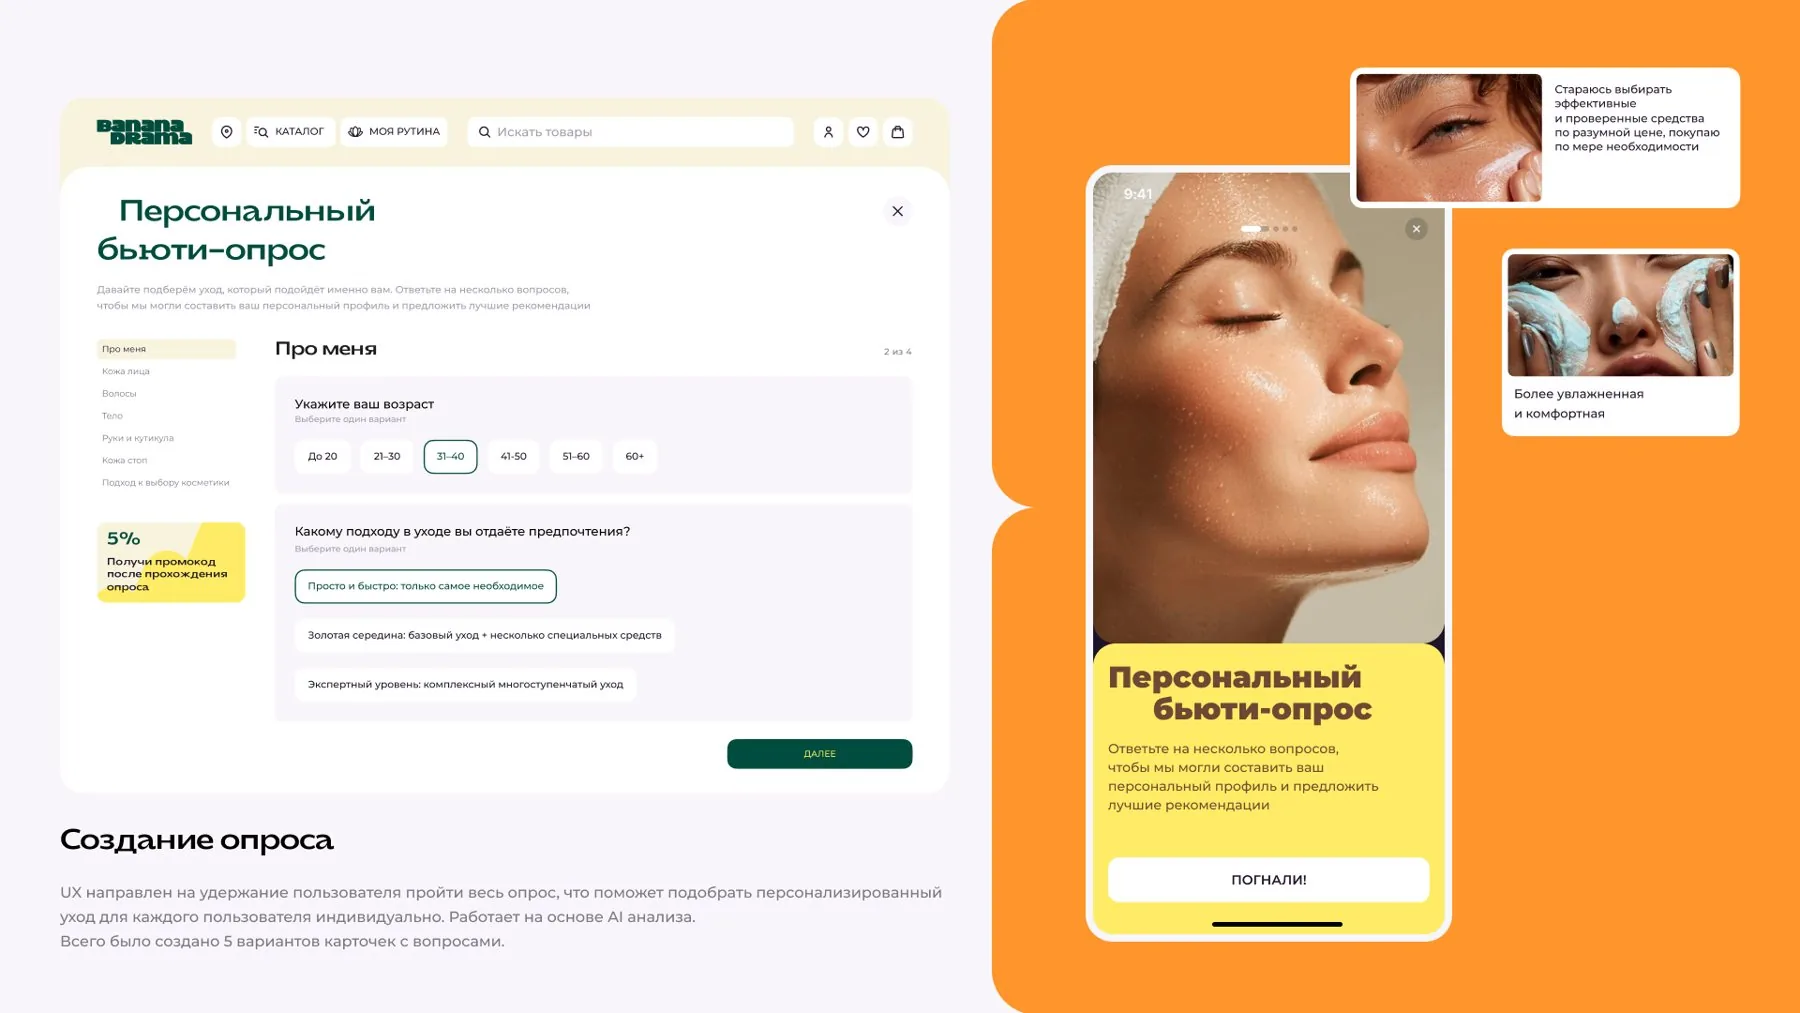 Banana
Drama
КАТАЛОГ
МОЯ РУТИНА
Искать товары
Персональный
бьюти-опрос
Давайте подберём уход, который подойдёт именно вам. Ответьте на несколько вопросов,
чтобы мы могли составить ваш персональный профиль и предложить лучшие рекомендации
Про меня
Кожа лица
Волосы
Тело
Руки и кутикула
Кожа стоп
Подход к выбору косметики
5%
Получи промокод
после прохождения
опроса
Про меня
2 из 4
Укажите ваш возраст
Выберите один вариант
До 20
21–30
31–40
41-50
51–60
60+
Какому подходу в уходе вы отдаёте предпочтения?
Выберите один вариант
Просто и быстро: только самое необходимое
Золотая середина: базовый уход + несколько специальных средств
Экспертный уровень: комплексный многоступенчатый уход
ДАЛЕЕ
Создание опроса
UX направлен на удержание пользователя пройти весь опрос, что поможет подобрать персонализированный
уход для каждого пользователя индивидуально. Работает на основе AI анализа.
Всего было создано 5 вариантов карточек с вопросами.
9:41
Стараюсь выбирать
эффективные
и проверенные средства
по разумной цене, покупаю
по мере необходимости
Более увлажненная
и комфортная
Персональный
бьюти-опрос
Ответьте на несколько вопросов,
чтобы мы могли составить ваш
персональный профиль и предложить
лучшие рекомендации
ПОГНАЛИ!